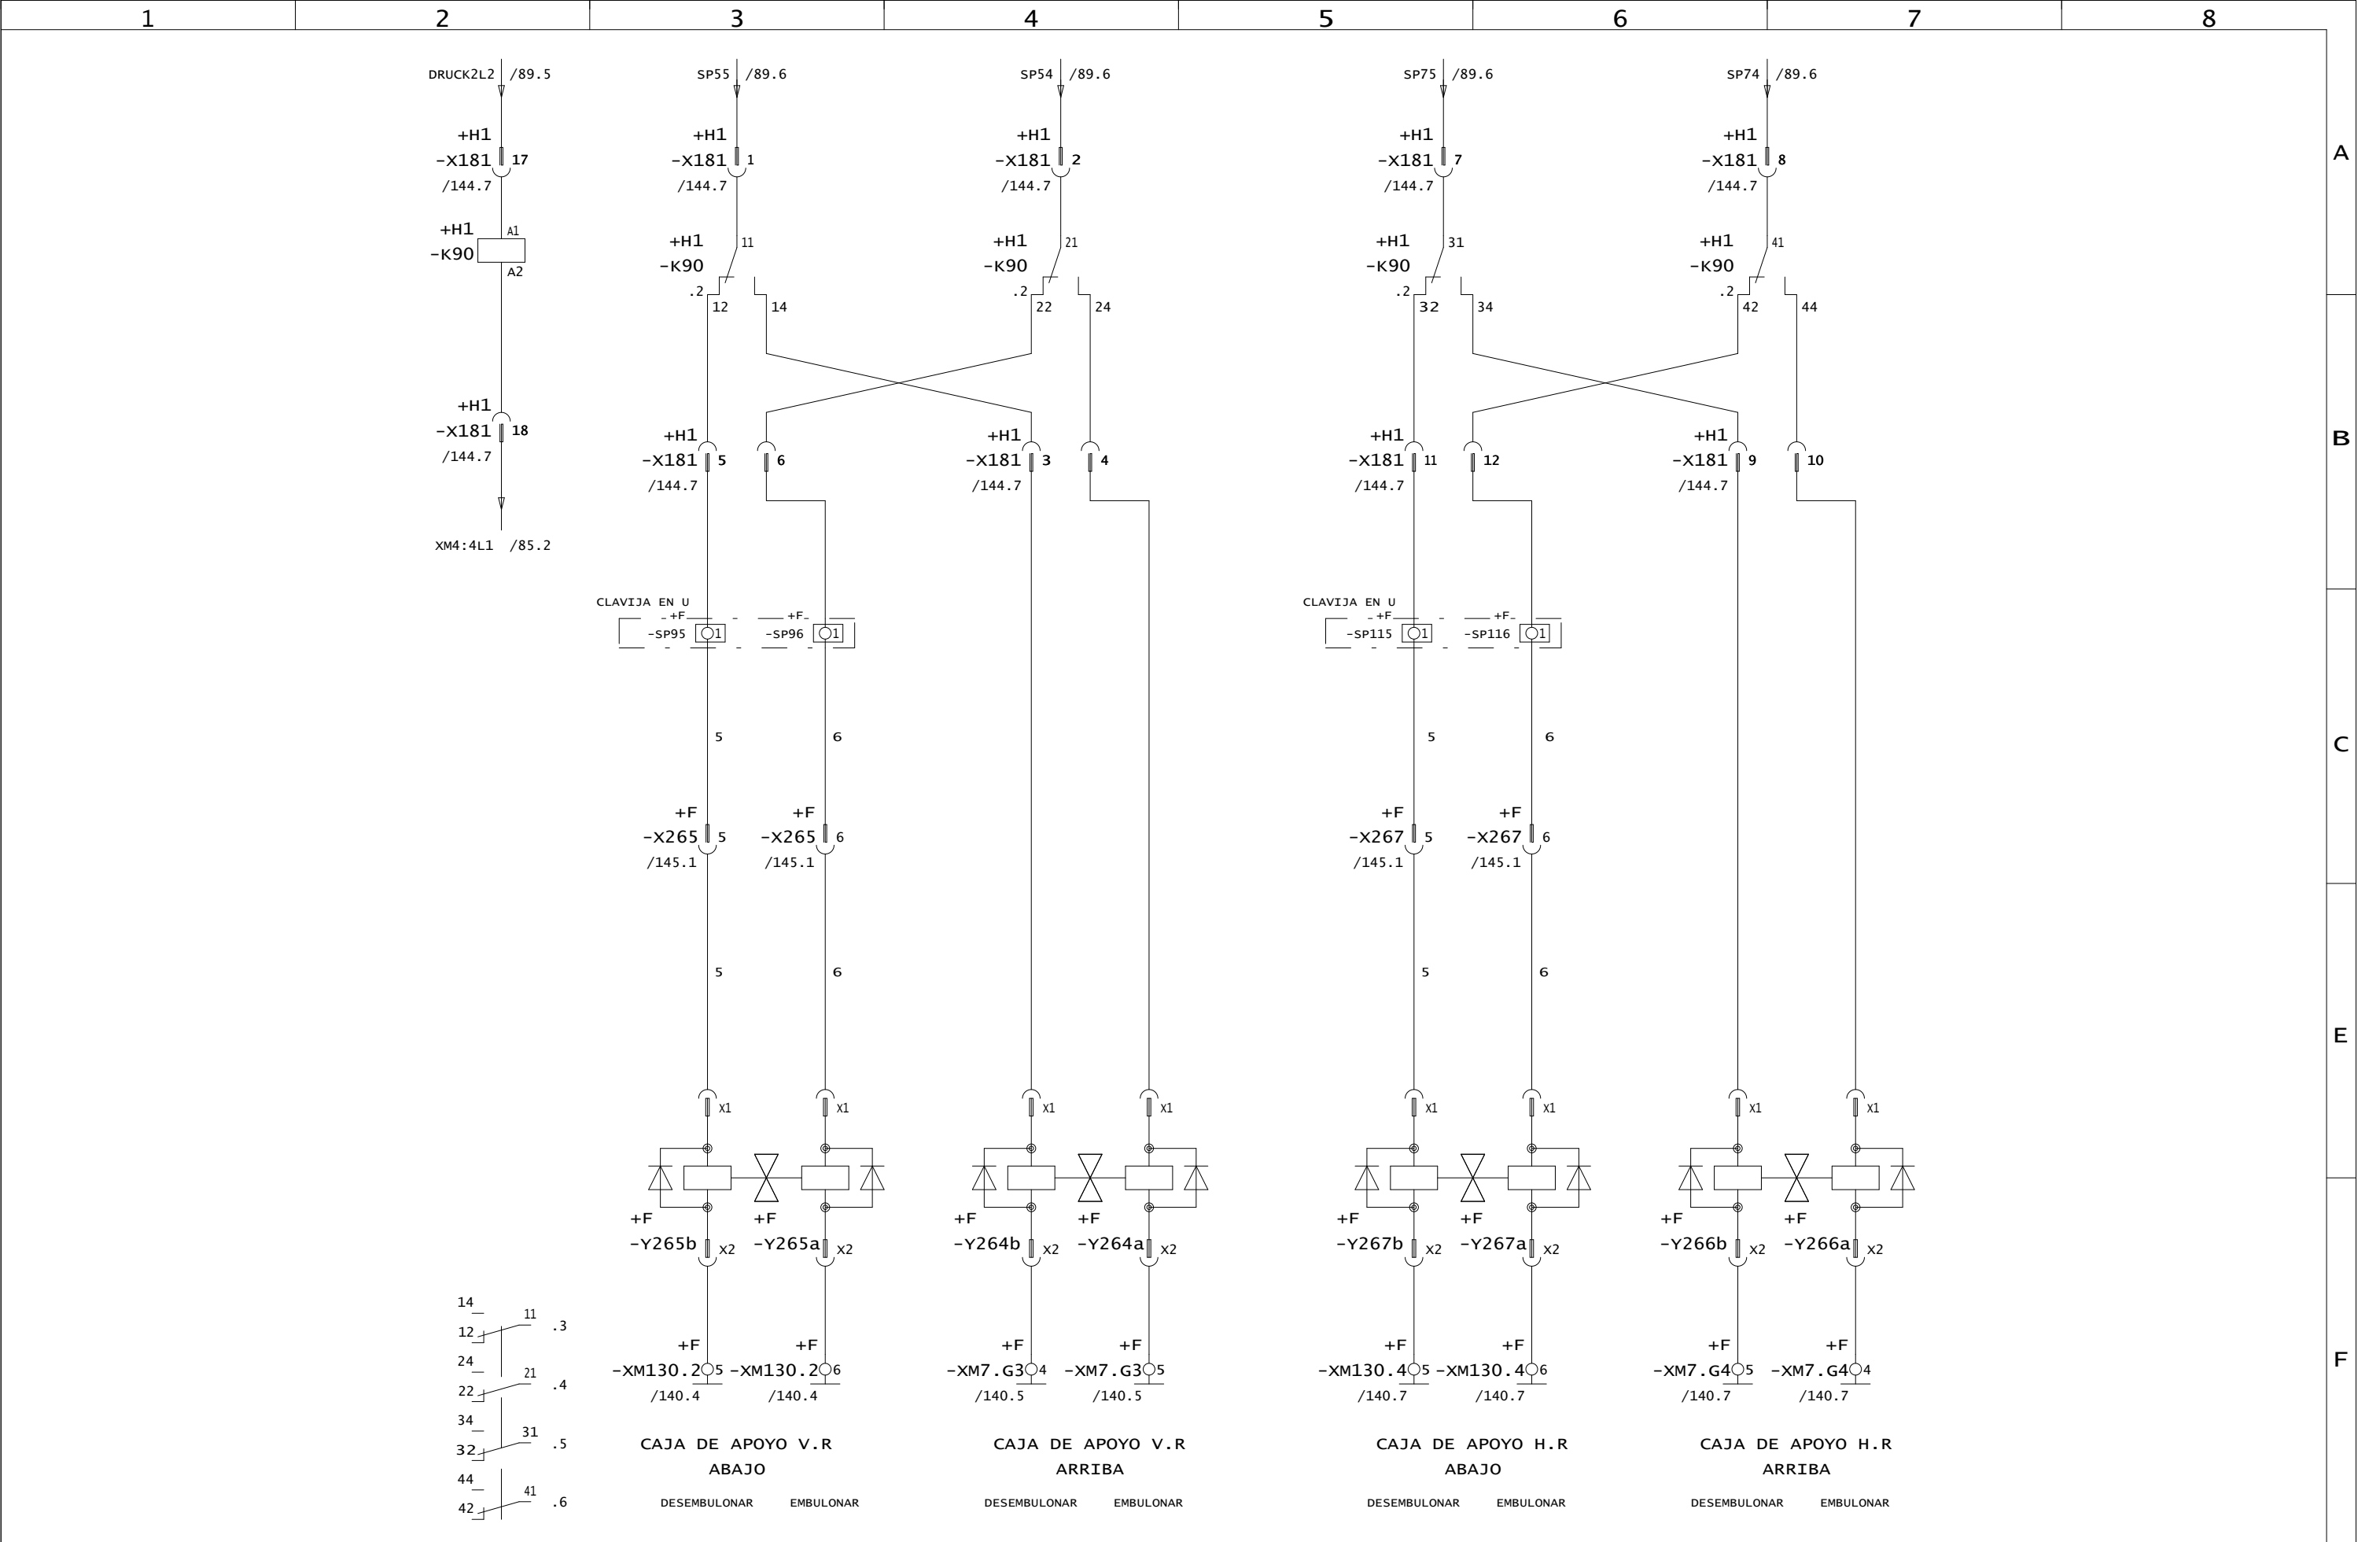 1 2 3 4 5 6 7 8
DRUCK2L2 /89.5 SP55 /89.6 SP54 /89.6 SP75 /89.6 SP74 /89.6
+H1 +H1 +H1 +H1 +H1
-X181 17 -X181 1 -X181 2 -X181 7 -X181 8
A
/144.7 /144.7 /144.7 /144.7 /144.7
+H1 A1 +H1 11 +H1 21 +H1 31 +H1 41
-K90 -K90 -K90 -K90 -K90
A2
.2 .2 .2 .2
12 14 22 24 32 34 42 44
+H1
-X181 18
/144.7
+H1 +H1 +H1 +H1
B
-X181 5 6 -X181 3 4 -X181 11 12 -X181 9 10
/144.7 /144.7 /144.7 /144.7
XM4:4L1 /85.2
CLAVIJA EN U CLAVIJA EN U
+F +F +F +F
-SP95 1 -SP96 1 -SP115 1 -SP116 1
5 6 5 6
C
+F +F +F +F
-X265 5 -X265 6 -X267 5 -X267 6
/145.1 /145.1 /145.1 /145.1
5 6 5 6
E
X1 X1 X1 X1 X1 X1 X1 X1
+F +F +F +F +F +F +F +F
-Y265b X2 -Y265a X2 -Y264b X2 -Y264a X2 -Y267b X2 -Y267a X2 -Y266b X2 -Y266a X2
14
11
12 .3
24
21
22 .4
34
31
32 .5
44
41
42 .6
+F +F +F +F +F +F +F +F
F
-XM130.2 5 -XM130.2 6 -XM7.G3 4 -XM7.G3 5 -XM130.4 5 -XM130.4 6 -XM7.G4 5 -XM7.G4 4
/140.4 /140.4 /140.5 /140.5 /140.7 /140.7 /140.7 /140.7
CAJA DE APOYO V.R CAJA DE APOYO V.R CAJA DE APOYO H.R CAJA DE APOYO H.R
ABAJO ARRIBA ABAJO ARRIBA
DESEMBULONAR EMBULONAR DESEMBULONAR EMBULONAR DESEMBULONAR EMBULONAR DESEMBULONAR EMBULONAR